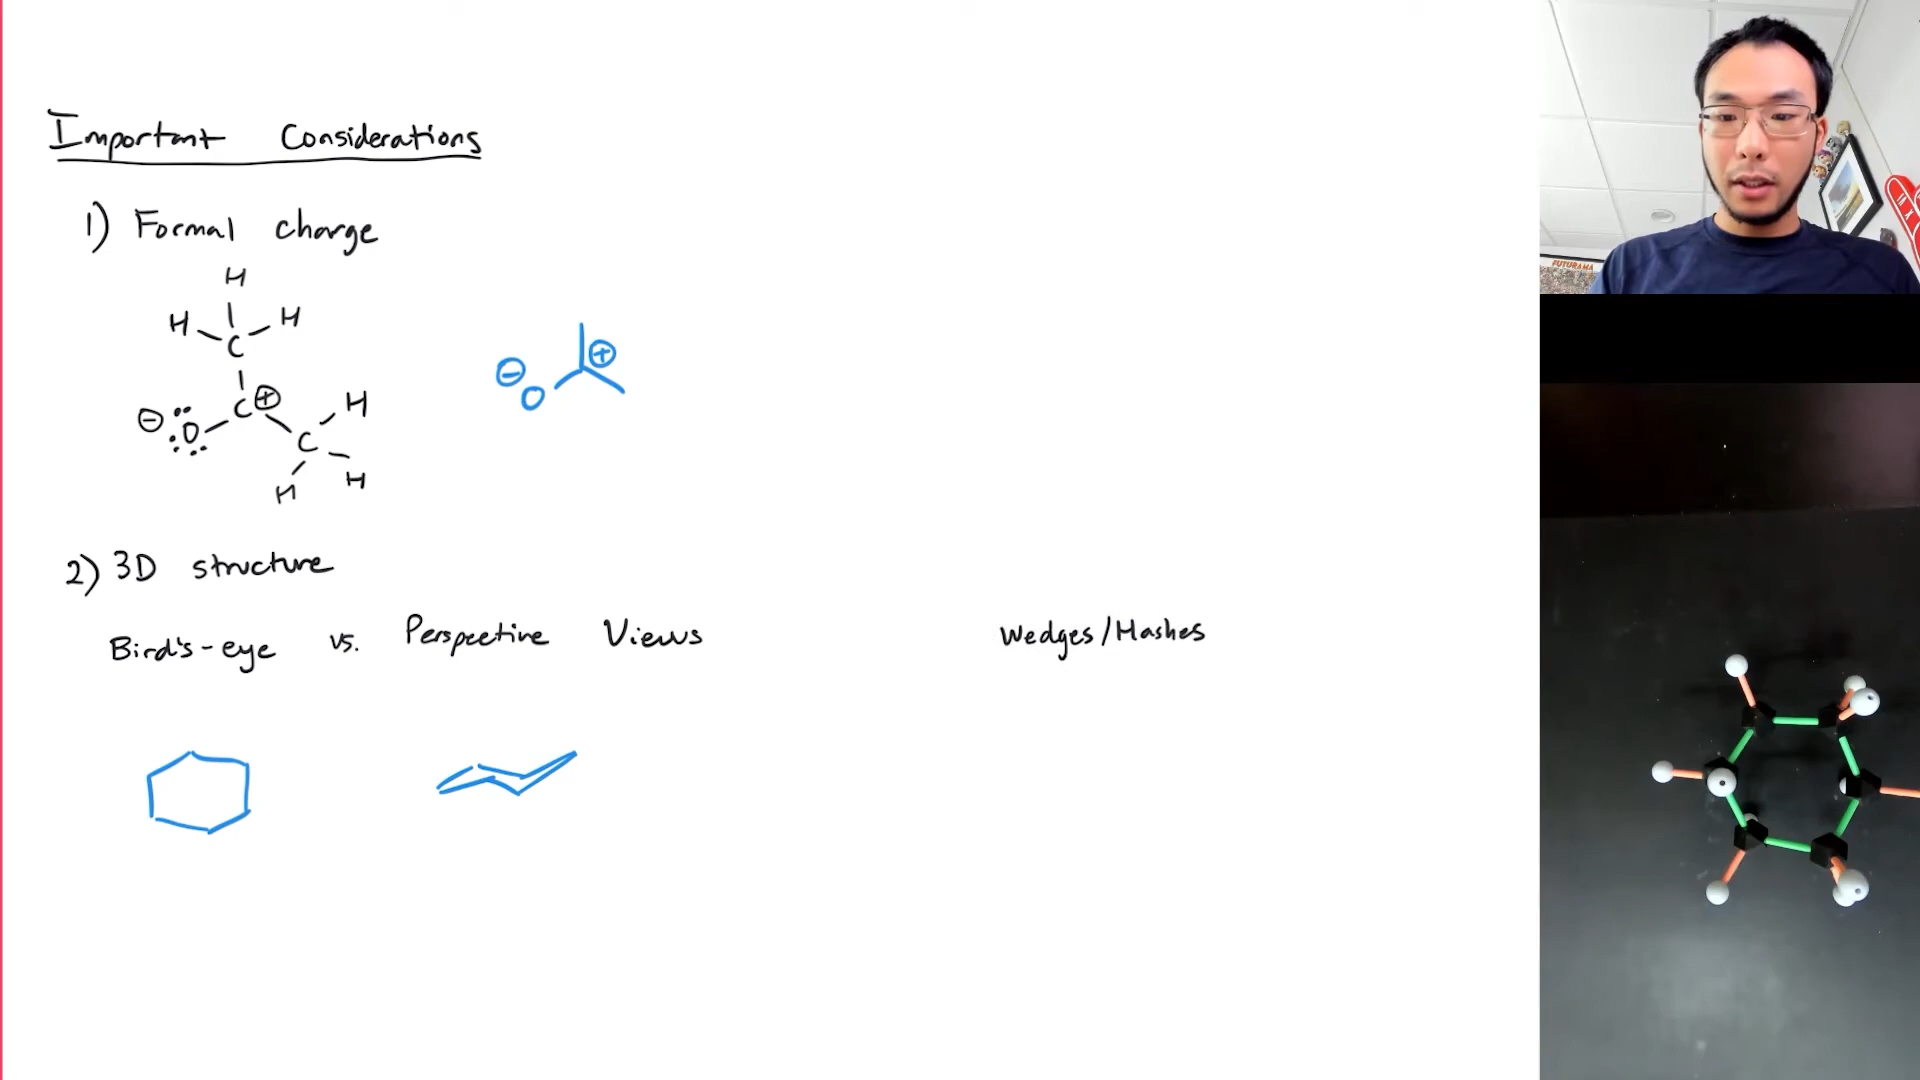 Important Considerations
1) Formal charge
H
H H
C
⊖ O C ⊕ H
C
H H
⊖ O ⊕
2) 3D structure
Bird's-eye vs. Perspective Views Wedges/Hashes
FUTURAMA